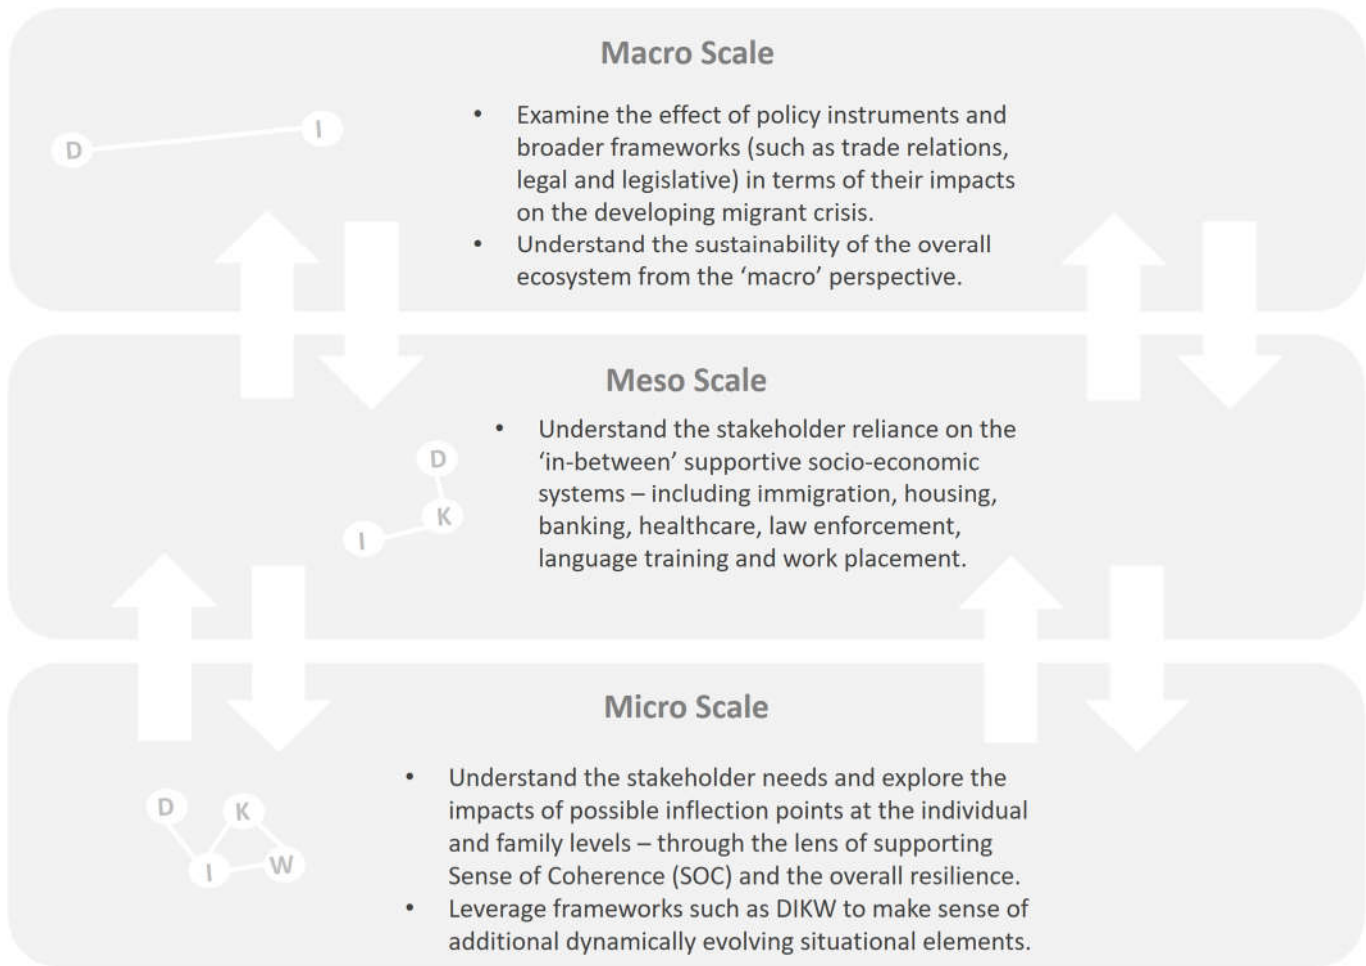 Macro Scale
D
I
• Examine the effect of policy instruments and
broader frameworks (such as trade relations,
legal and legislative) in terms of their impacts
on the developing migrant crisis.
• Understand the sustainability of the overall
ecosystem from the ‘macro’ perspective.
Meso Scale
D
K
I
• Understand the stakeholder reliance on the
‘in-between’ supportive socio-economic
systems – including immigration, housing,
banking, healthcare, law enforcement,
language training and work placement.
Micro Scale
D
K
I
W
• Understand the stakeholder needs and explore the
impacts of possible inflection points at the individual
and family levels – through the lens of supporting
Sense of Coherence (SOC) and the overall resilience.
• Leverage frameworks such as DIKW to make sense of
additional dynamically evolving situational elements.